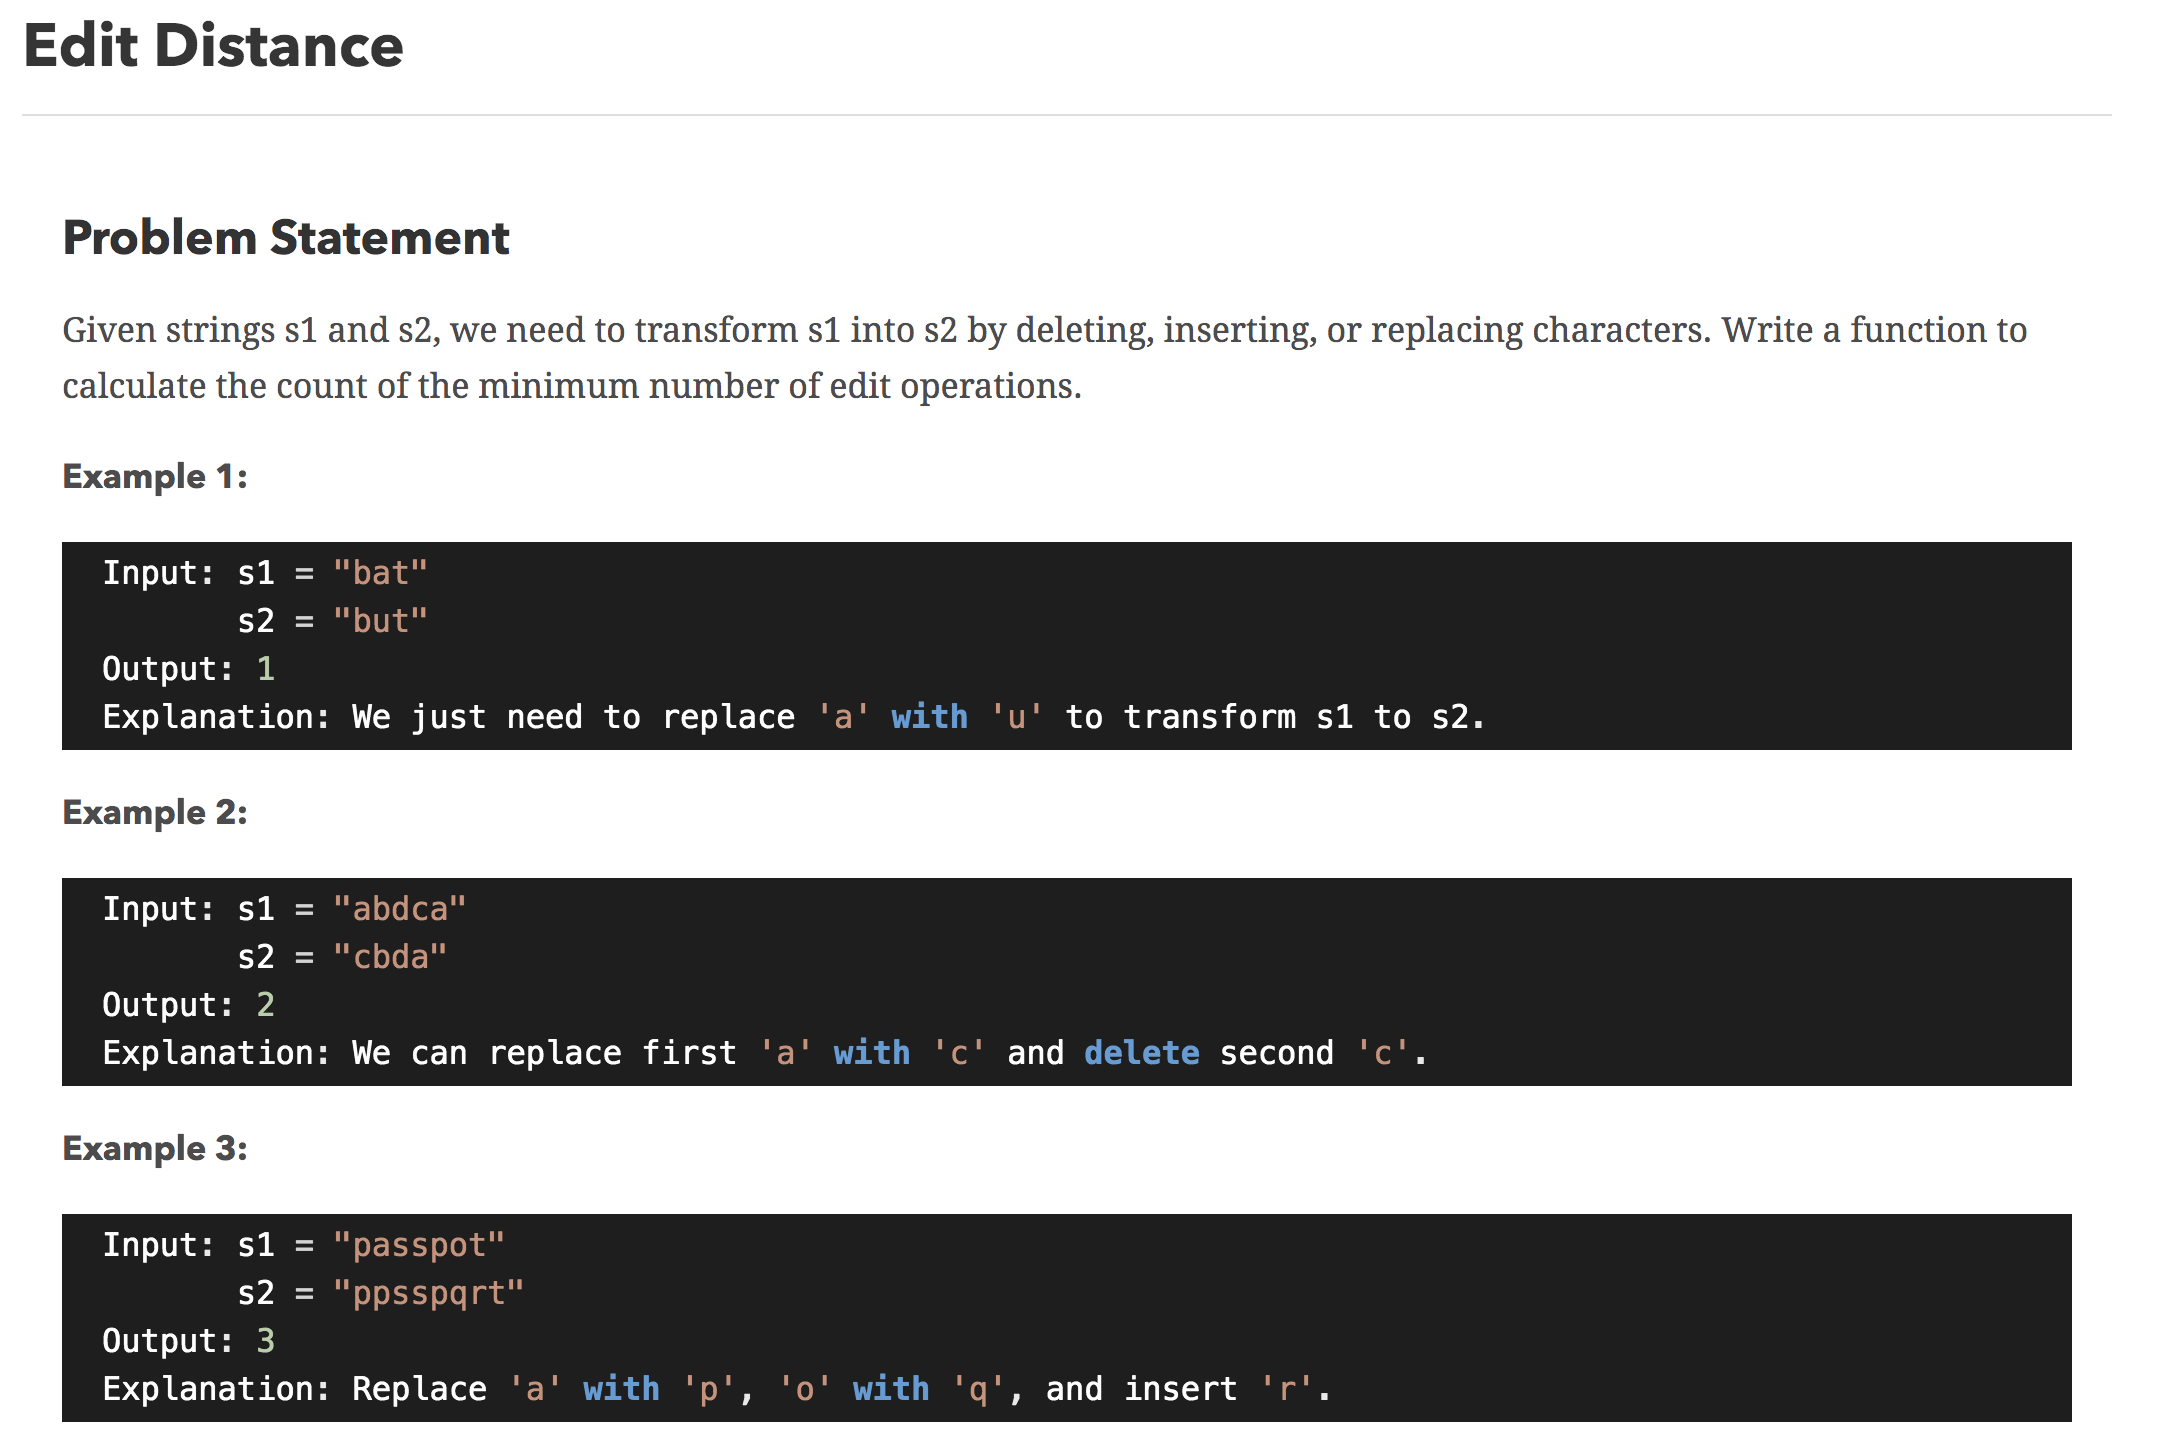 Edit Distance
Problem Statement
Given strings s1 and s2, we need to transform s1 into s2 by deleting, inserting, or replacing characters. Write a function to
calculate the count of the minimum number of edit operations.
Example 1:
Input: s1 = "bat"
s2 = "but"
Output: 1
Explanation: We just need to replace 'a' with 'u' to transform s1 to s2.
Example 2:
Input: s1 = "abdca"
s2 = "cbda"
Output: 2
Explanation: We can replace first 'a' with 'c' and delete second 'c'.
Example 3:
Input: s1 = "passpot"
s2 = "ppsspqrt"
Output: 3
Explanation: Replace 'a' with 'p', 'o' with 'q', and insert 'r'.